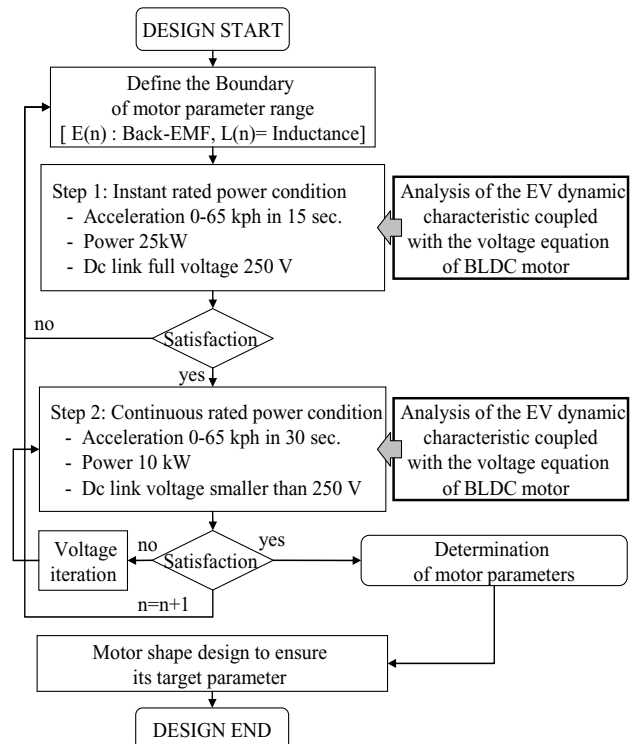 DESIGN START
Define the Boundary
of motor parameter range
[ E(n) : Back-EMF, L(n)= Inductance]
Step 1: Instant rated power condition
- Acceleration 0-65 kph in 15 sec.
- Power 25kW
- Dc link full voltage 250 V
Analysis of the EV dynamic
characteristic coupled
with the voltage equation
of BLDC motor
no
Satisfaction
yes
Step 2: Continuous rated power condition
- Acceleration 0-65 kph in 30 sec.
- Power 10 kW
- Dc link voltage smaller than 250 V
Analysis of the EV dynamic
characteristic coupled
with the voltage equation
of BLDC motor
Voltage
iteration
no
Satisfaction
yes
Determination
of motor parameters
n=n+1
Motor shape design to ensure
its target parameter
DESIGN END